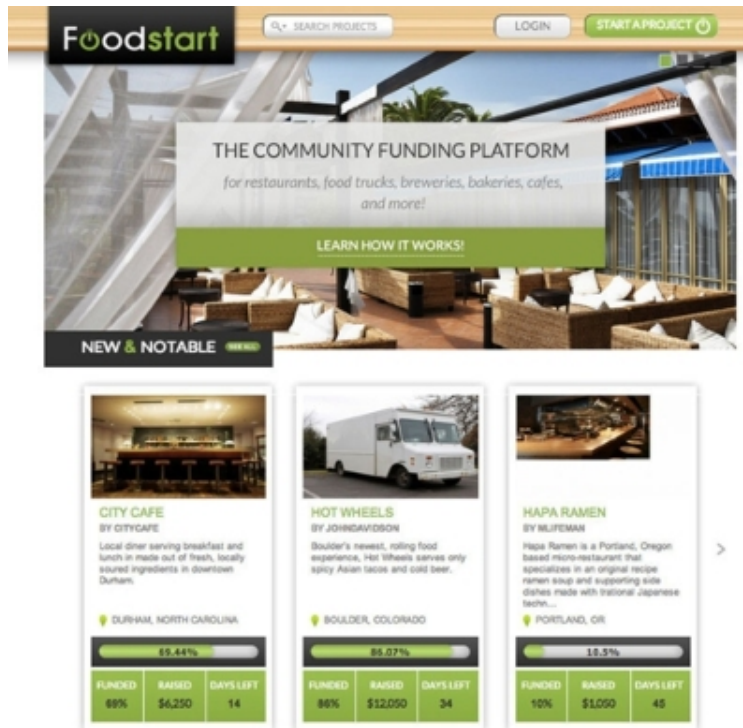 Foodstart
SEARCH PROJECTS
LOGIN
START A PROJECT
THE COMMUNITY FUNDING PLATFORM
for restaurants, food trucks, breweries, bakeries, cafes,
and more!
LEARN HOW IT WORKS!
NEW & NOTABLE SEE ALL
CITY CAFE
BY CITYCAFE
Local diner serving breakfast and
lunch in made out of fresh, locally
soured ingredients in downtown
Durham.
DURHAM, NORTH CAROLINA
69.44%
FUNDED RAISED DAYS LEFT
69% $6,250 14
HOT WHEELS
BY JOHNDAVIDSON
Boulder's newest, rolling food
experience, Hot Wheels serves only
spicy Asian tacos and cold beer.
BOULDER, COLORADO
86.07%
FUNDED RAISED DAYS LEFT
86% $12,050 34
HAPA RAMEN
BY MLIFEMAN
Hapa Ramen is a Portland, Oregon
based micro-restaurant that
specializes in an original recipe
ramen soup and supporting side
dishes made with trational Japanese
techn...
PORTLAND, OR
10.5%
FUNDED RAISED DAYS LEFT
10% $1,050 45